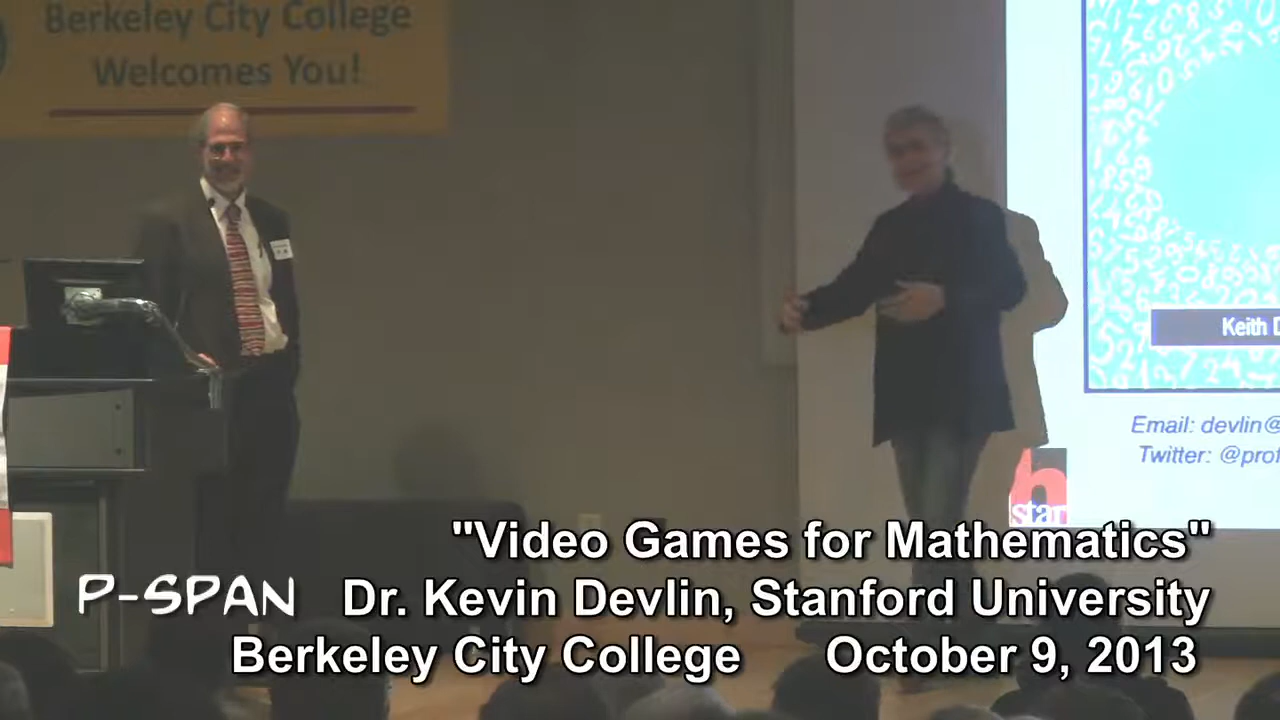 Berkeley City College
Welcomes You!
Keith D
Email: devlin@
Twitter: @prof
h
star
"Video Games for Mathematics"
P-SPAN
Dr. Kevin Devlin, Stanford University
Berkeley City College
October 9, 2013